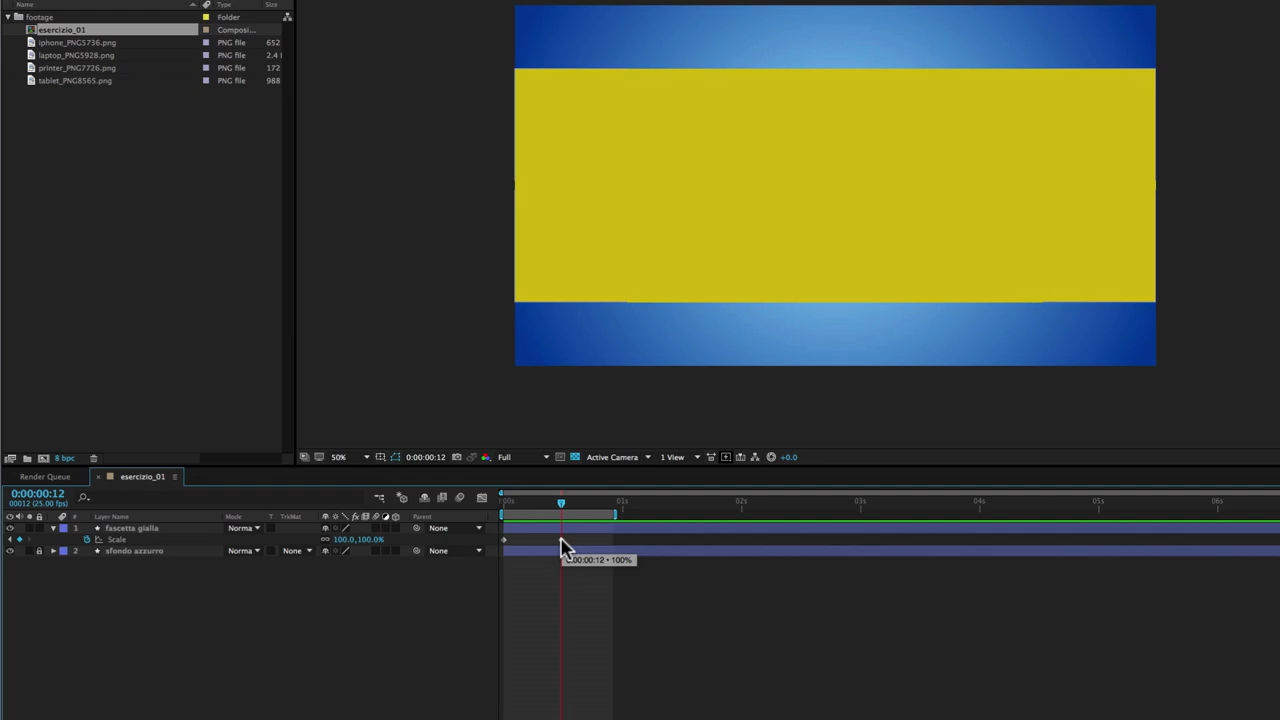 Name Type Size
footage Folder
esercizio_01 Composi...
iphone_PNG5736.png PNG file 652
laptop_PNG5928.png PNG file 2.4
printer_PNG7726.png PNG file 172
tablet_PNG8565.png PNG file 988
8 bpc
50% 0:00:00:12 Full Active Camera 1 View +0.0
Render Queue esercizio_01
0:00:00:12
00012 (25.00 fps)
:00s 01s 02s 03s 04s 05s 06s
# Layer Name Mode T TrkMat Parent
1 fascetta gialla Norma None
Scale 100.0,100.0%
0:00:00:12 • 100%
2 sfondo azzurro Norma None None